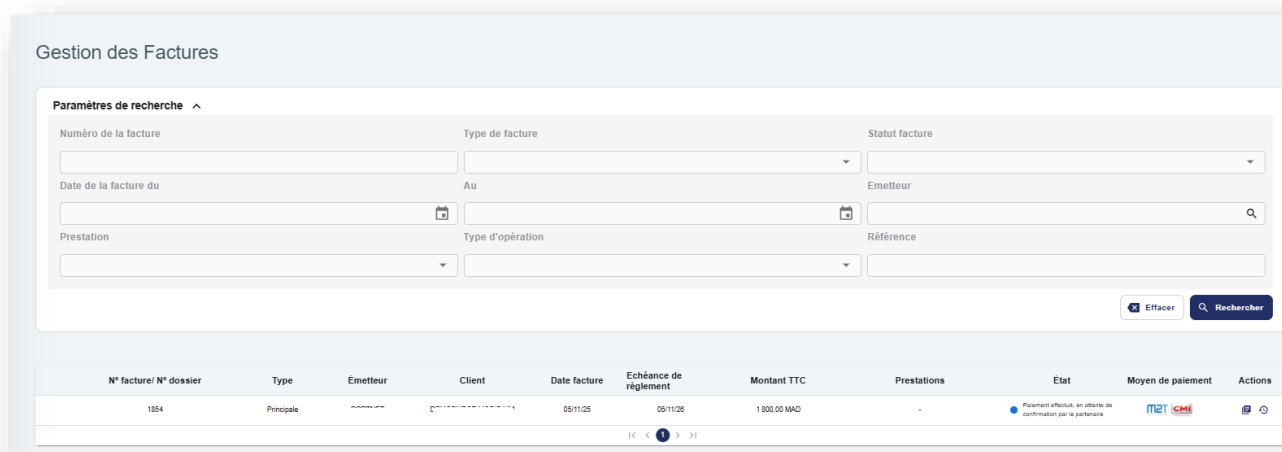 Gestion des Factures
Paramètres de recherche
Numéro de la facture Type de facture Statut facture
Date de la facture du Au Emetteur
Prestation Type d'opération Référence
Effacer Rechercher
N° facture/ N° dossier Type Émetteur Client Date facture Echéance de règlement Montant TTC Prestations État Moyen de paiement Actions
1854 Principale 05/11/25 05/11/26 1 800,00 MAD - Paiement effectué, en attente de confirmation par le partenaire M2T CMI
1